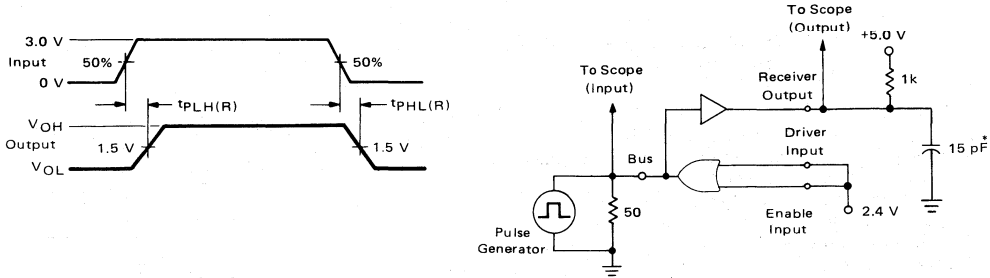 3.0 V
Input
50%
50%
0 V
tPLH(R)
tPHL(R)
VOH
Output
1.5 V
1.5 V
VOL
To Scope
(Output)
+5.0 V
To Scope
(Input)
Receiver
Output
1k
Driver
Input
15 pF*
Bus
50
Enable
Input
2.4 V
Pulse
Generator